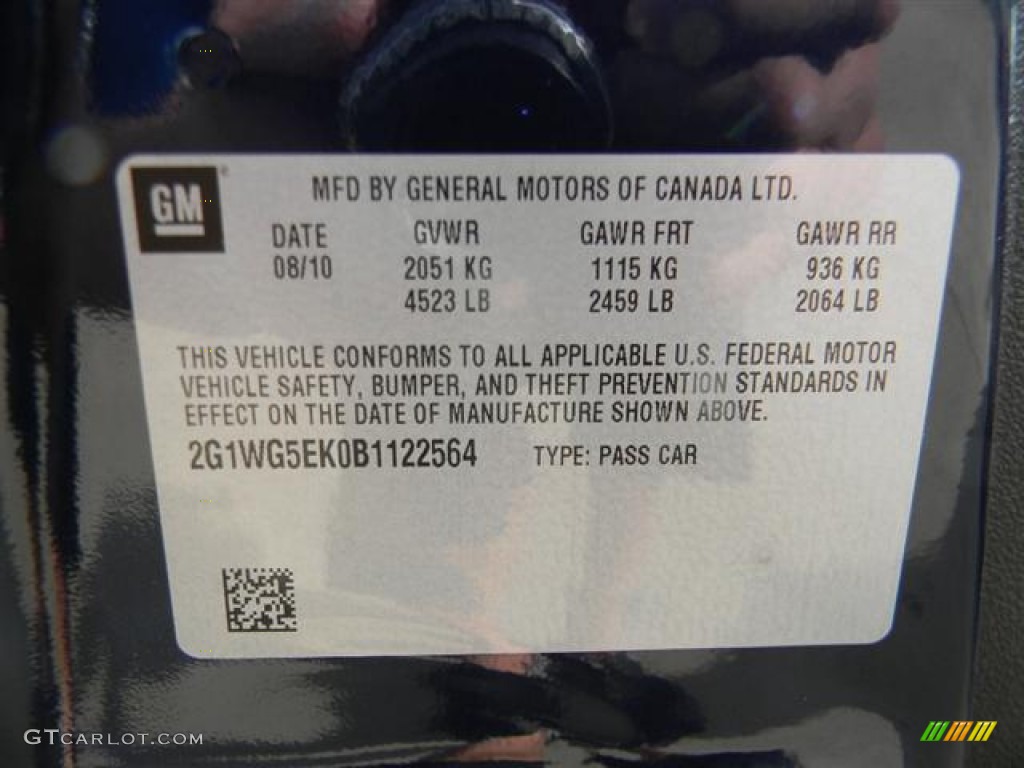 GM
MFD BY GENERAL MOTORS OF CANADA LTD.
DATE GVWR GAWR FRT GAWR RR
08/10 2051 KG 1115 KG 936 KG
4523 LB 2459 LB 2064 LB
THIS VEHICLE CONFORMS TO ALL APPLICABLE U.S. FEDERAL MOTOR
VEHICLE SAFETY, BUMPER, AND THEFT PREVENTION STANDARDS IN
EFFECT ON THE DATE OF MANUFACTURE SHOWN ABOVE.
2G1WG5EK0B1122564 TYPE: PASS CAR
GTCARLOT.COM